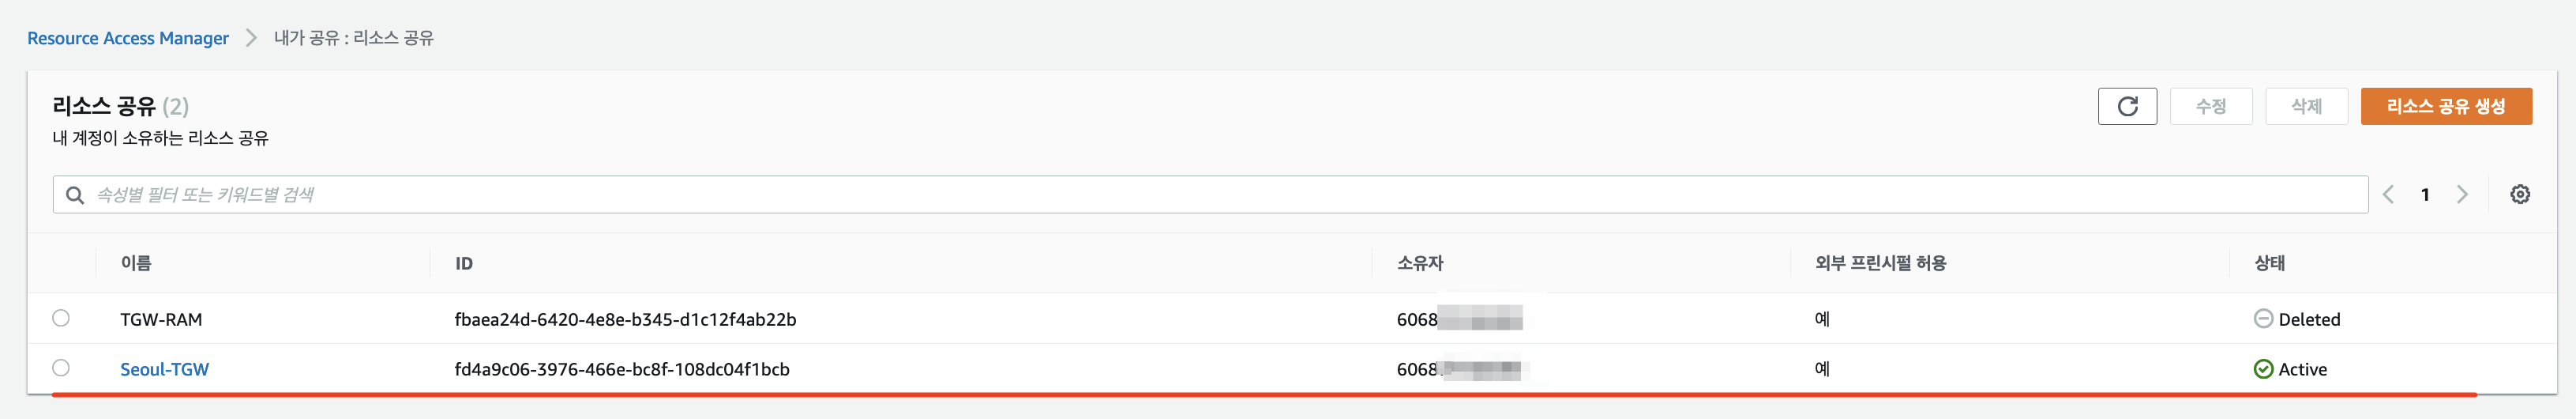 Resource Access Manager > 내가 공유 : 리소스 공유
리소스 공유 (2)
내 계정이 소유하는 리소스 공유
수정 삭제 리소스 공유 생성
속성별 필터 또는 키워드별 검색
1
이름 ID 소유자 외부 프린시펄 허용 상태
TGW-RAM fbaea24d-6420-4e8e-b345-d1c12f4ab22b 6068 예 Deleted
Seoul-TGW fd4a9c06-3976-466e-bc8f-108dc04f1bcb 6068 예 Active